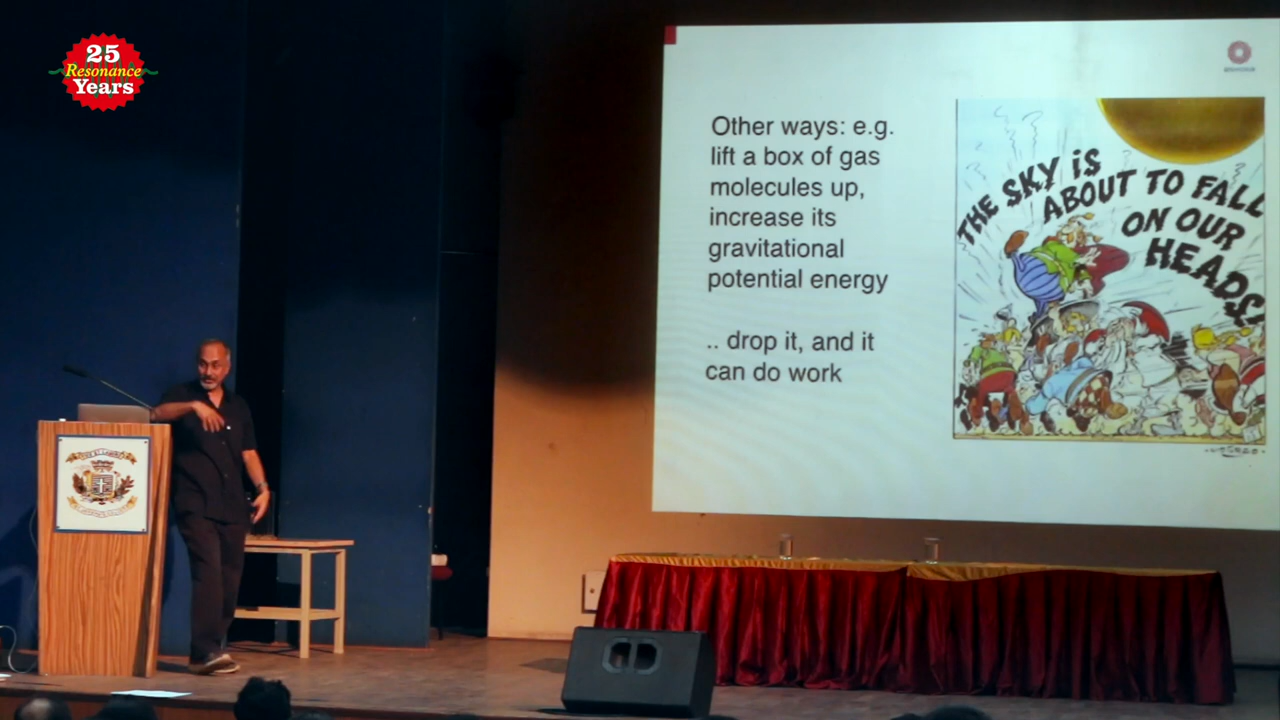 25
Resonance
Years
Other ways: e.g.
lift a box of gas
molecules up,
increase its
gravitational
potential energy
.. drop it, and it
can do work
THE SKY iS
ABOUT TO FALL
ON OUR
HEADS!